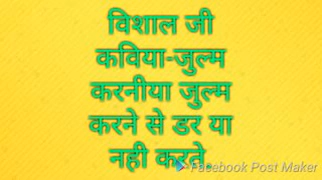 विशाल जी
कविया-जुल्म
करनीया जुल्म
करने से डर या
नही करते
Facebook Post Maker